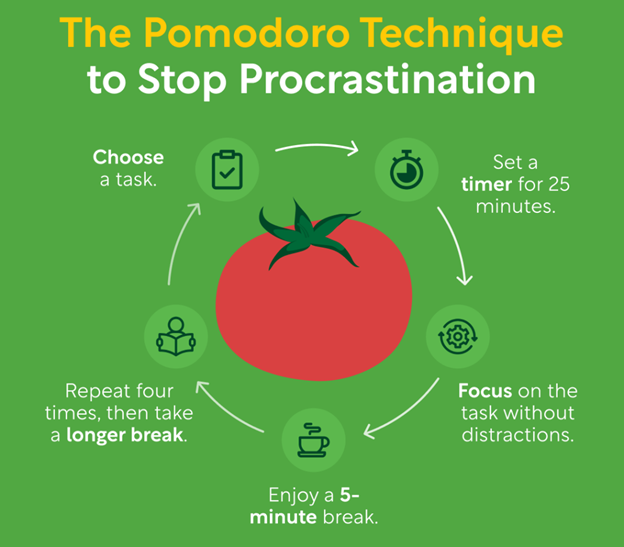 The Pomodoro Technique
to Stop Procrastination
Choose
a task.
Set a
timer for 25
minutes.
Focus on the
task without
distractions.
Enjoy a 5-
minute break.
Repeat four
times, then take
a longer break.